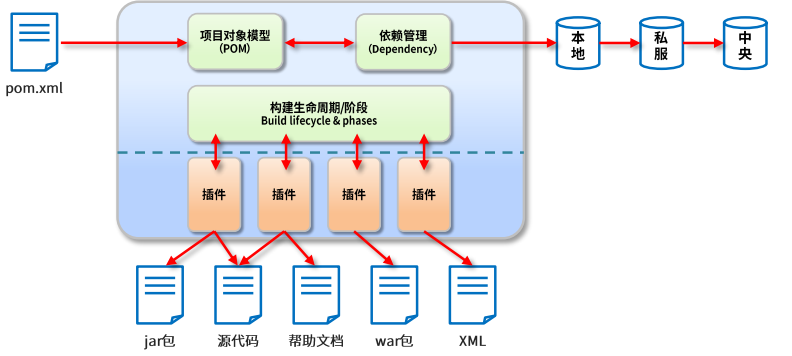 pom.xml
项目对象模型
（POM）
依赖管理
（Dependency）
本
地
私
服
中
央
构建生命周期/阶段
Build lifecycle & phases
插件
插件
插件
插件
jar包
源代码
帮助文档
war包
XML